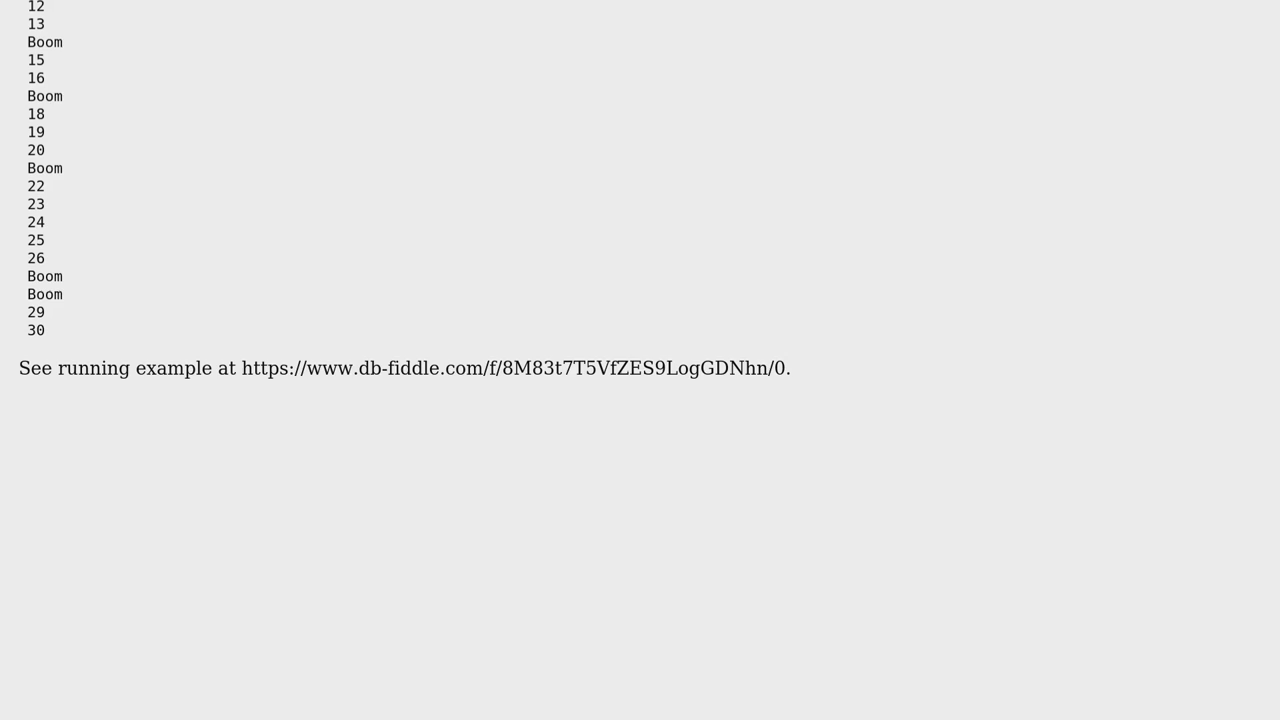 12
13
Boom
15
16
Boom
18
19
20
Boom
22
23
24
25
26
Boom
Boom
29
30
See running example at https://www.db-fiddle.com/f/8M83t7T5VfZES9LogGDNhn/0.